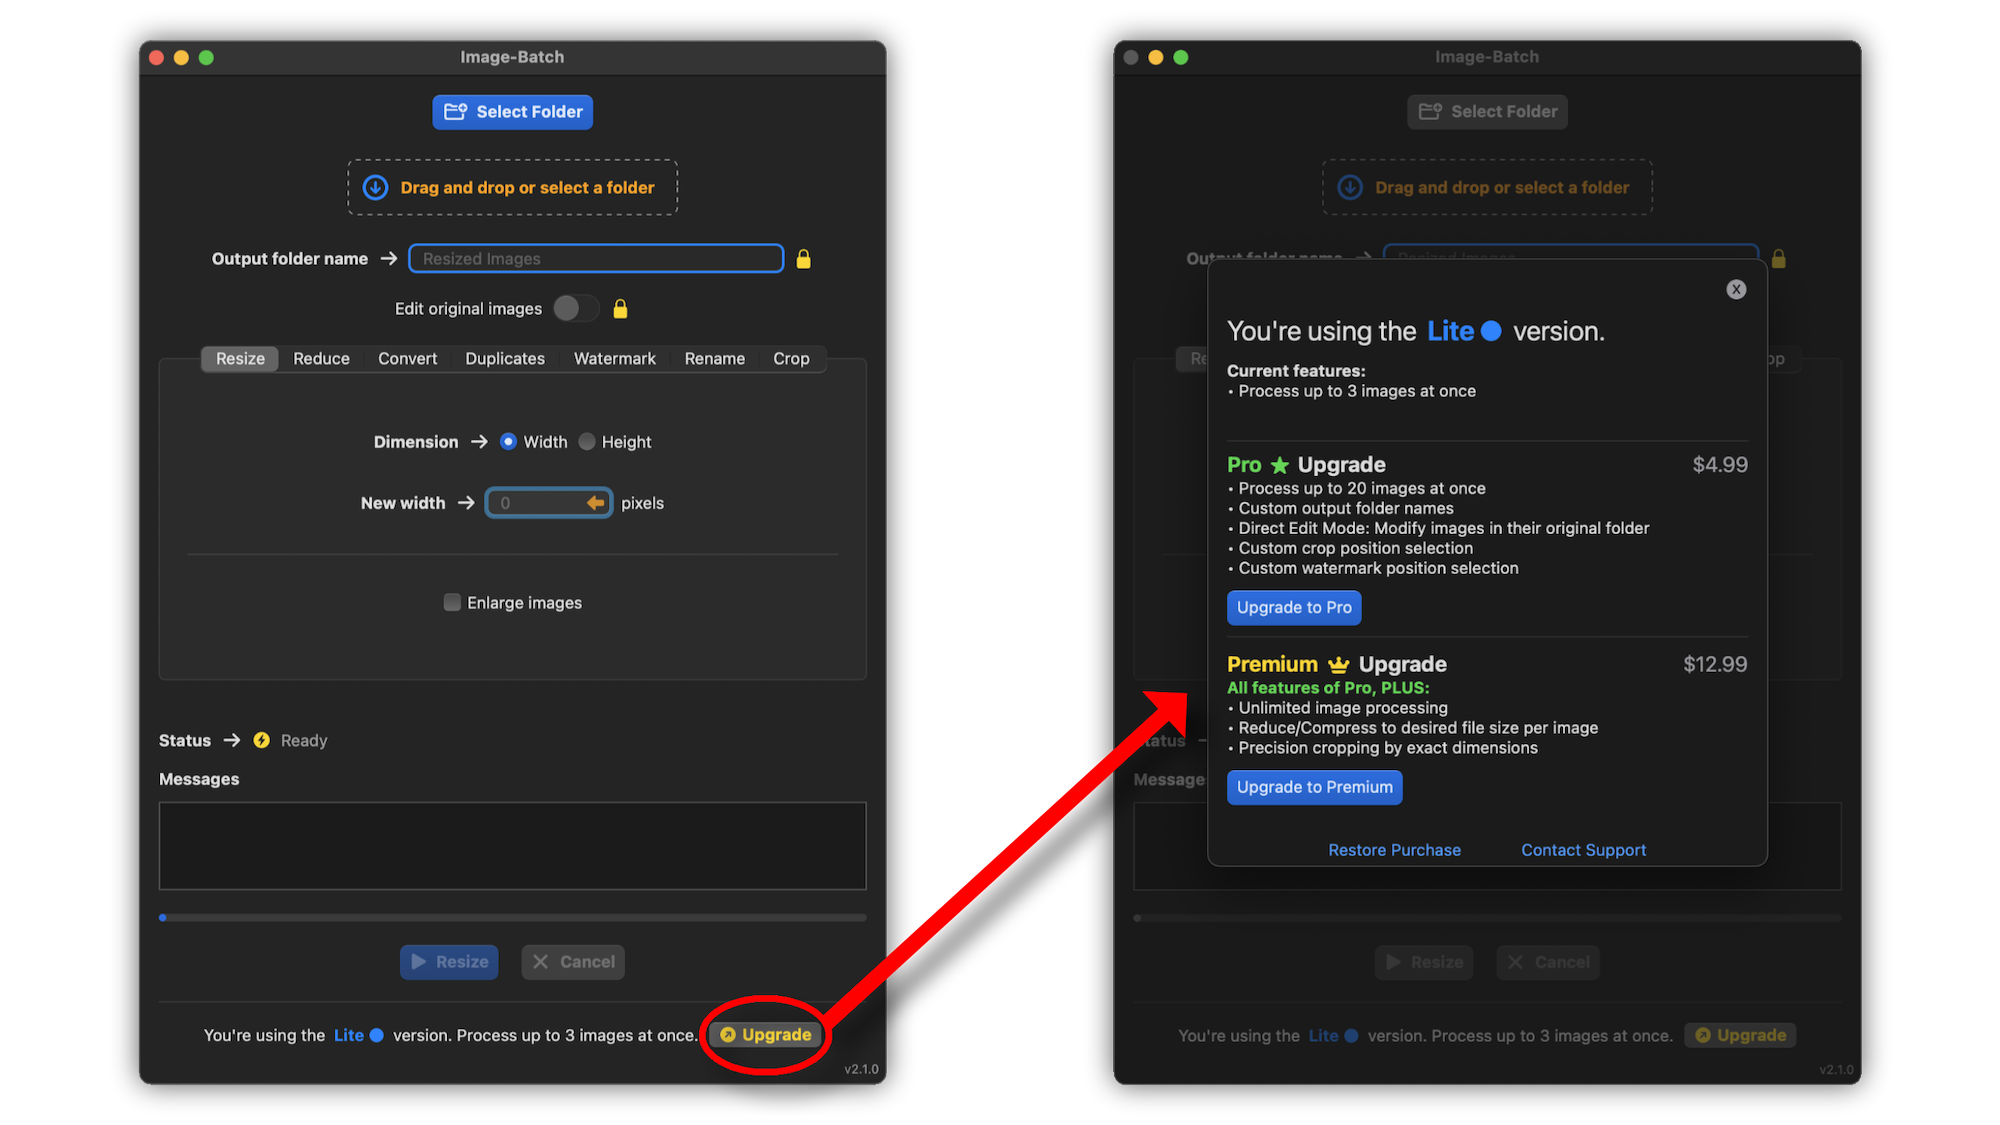 Image-Batch
Select Folder
Drag and drop or select a folder
Output folder name → Resized Images
Edit original images
Resize Reduce Convert Duplicates Watermark Rename Crop
Dimension → Width Height
New width → 0 pixels
Enlarge images
Status → Ready
Messages
Resize Cancel
You're using the Lite version. Process up to 3 images at once. Upgrade
v2.1.0
Image-Batch
Select Folder
Drag and drop or select a folder
Output folder name → Resized Images
X
You're using the Lite version.
Current features:
• Process up to 3 images at once
Pro ★ Upgrade $4.99
• Process up to 20 images at once
• Custom output folder names
• Direct Edit Mode: Modify images in their original folder
• Custom crop position selection
• Custom watermark position selection
Upgrade to Pro
Premium Upgrade $12.99
All features of Pro, PLUS:
• Unlimited image processing
• Reduce/Compress to desired file size per image
• Precision cropping by exact dimensions
Upgrade to Premium
Restore Purchase Contact Support
Message
Resize Cancel
You're using the Lite version. Process up to 3 images at once. Upgrade
v2.1.0